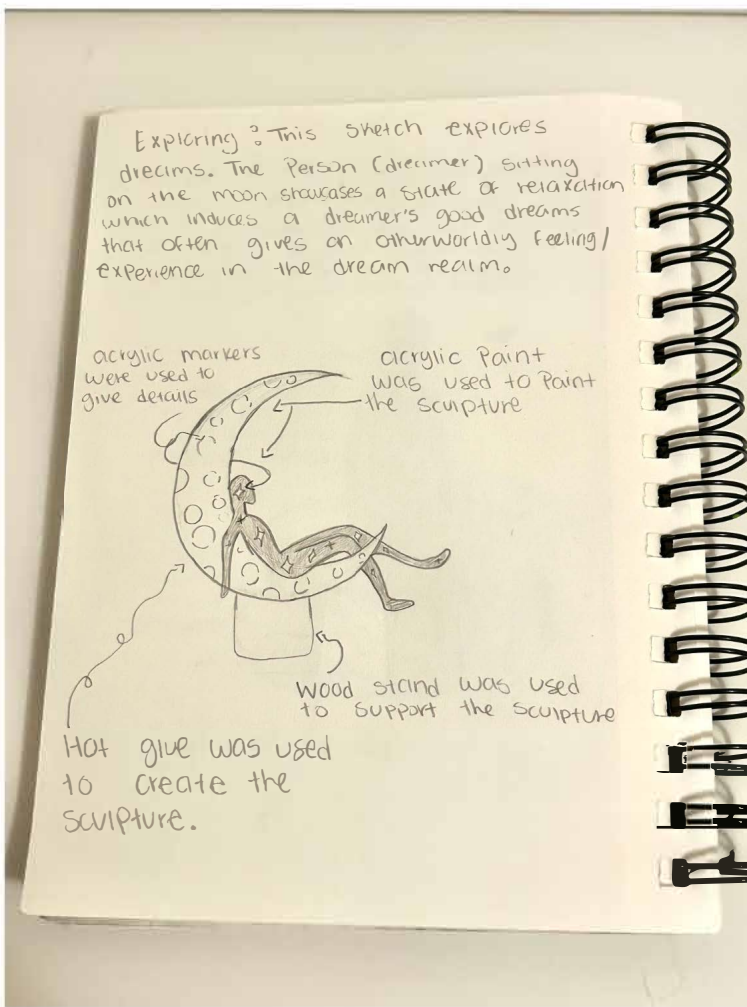 Exploring : This sketch explores
dreams. The Person (dreamer) sitting
on the moon showcases a state of relaxation
which induces a dreamer's good dreams
that often gives an otherworldly feeling/
experience in the dream realm.
acrylic markers
were used to
give details
acrylic Paint
was used to Paint
the sculpture
wood stand was used
to support the sculpture
Hot glue was used
to create the
sculpture.